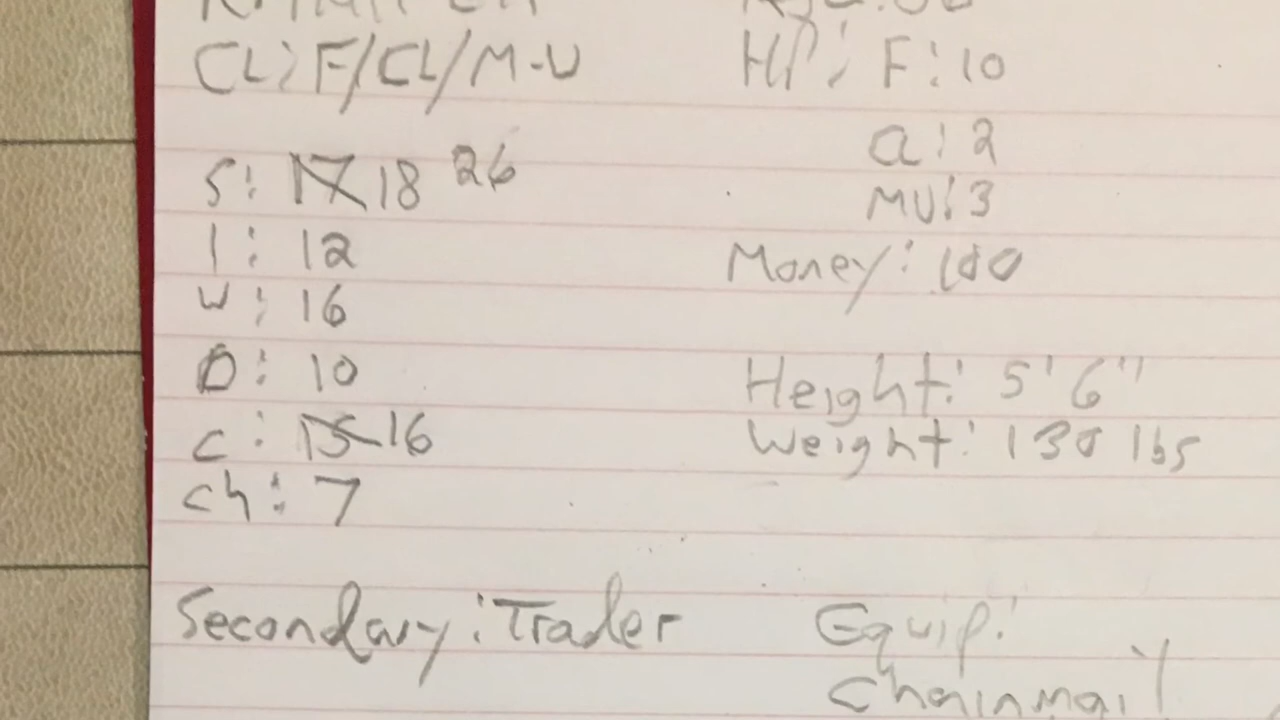 CL: F/CL/M-U
HP: F: 10
Cl: 2
MU: 3
S: 17 18 26
I: 12
W: 16
D: 10
C: 15 16
Ch: 7
Money: 100
Height: 5'6"
Weight: 130 lbs
Secondary: Trader
Equip:
Chainmail